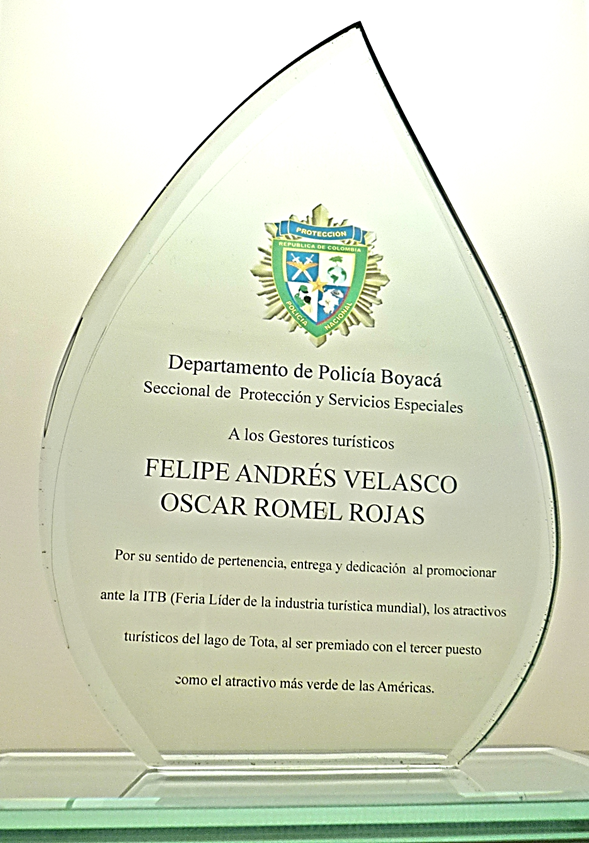 PROTECCION
REPUBLICA DE COLOMBIA
POLICIA NACIONAL
Departamento de Policía Boyacá
Seccional de Protección y Servicios Especiales
A los Gestores turísticos
FELIPE ANDRÉS VELASCO
OSCAR ROMEL ROJAS
Por su sentido de pertenencia, entrega y dedicación al promocionar
ante la ITB (Feria Líder de la industria turística mundial), los atractivos
turísticos del lago de Tota, al ser premiado con el tercer puesto
como el atractivo más verde de las Américas.